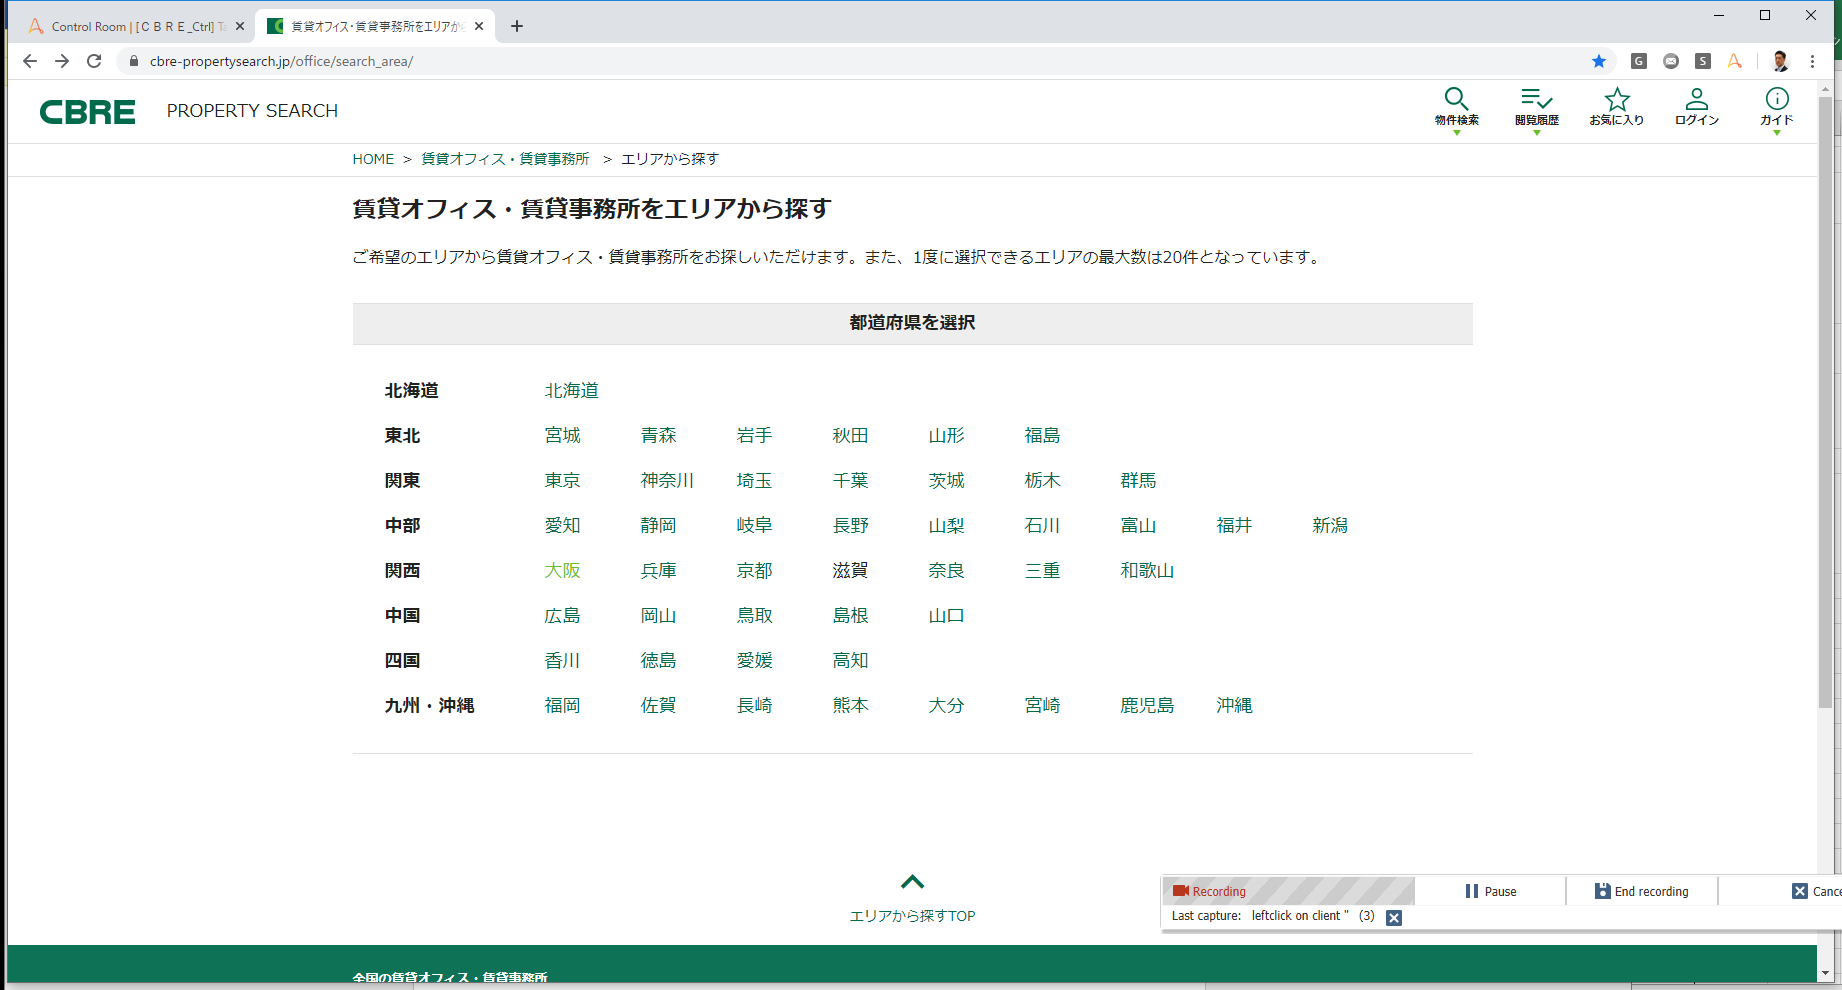 Control Room | [ＣＢＲＥ_Ctrl]
賃貸オフィス・賃貸事務所をエリアか
cbre-propertysearch.jp/office/search_area/
CBRE PROPERTY SEARCH
物件検索 閲覧履歴 お気に入り ログイン ガイド
HOME > 賃貸オフィス・賃貸事務所 > エリアから探す
賃貸オフィス・賃貸事務所をエリアから探す
ご希望のエリアから賃貸オフィス・賃貸事務所をお探しいただけます。また、1度に選択できるエリアの最大数は20件となっています。
都道府県を選択
北海道 北海道
東北 宮城 青森 岩手 秋田 山形 福島
関東 東京 神奈川 埼玉 千葉 茨城 栃木 群馬
中部 愛知 静岡 岐阜 長野 山梨 石川 富山 福井 新潟
関西 大阪 兵庫 京都 滋賀 奈良 三重 和歌山
中国 広島 岡山 鳥取 島根 山口
四国 香川 徳島 愛媛 高知
九州・沖縄 福岡 佐賀 長崎 熊本 大分 宮崎 鹿児島 沖縄
エリアから探すTOP
Recording Pause End recording Cance
Last capture: leftclick on client " (3)
全国の賃貸オフィス・賃貸事務所